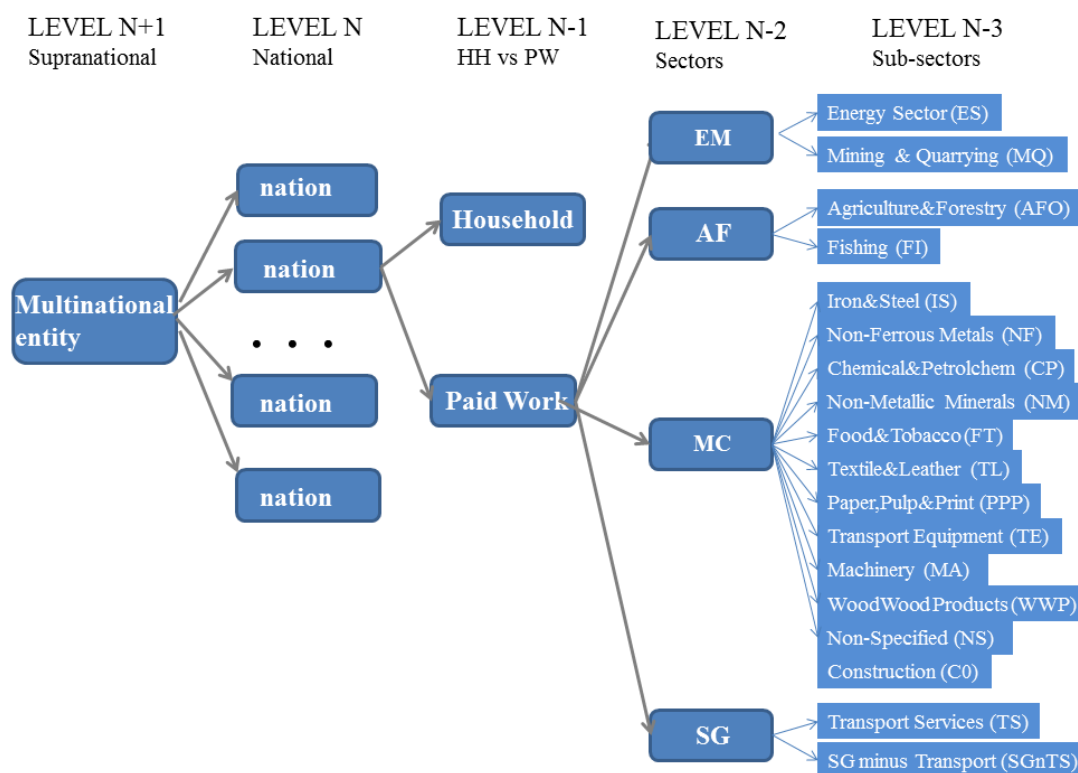 LEVEL N+1
Supranational
LEVEL N
National
LEVEL N-1
HH vs PW
LEVEL N-2
Sectors
LEVEL N-3
Sub-sectors
Multinational
entity
nation
nation
. . .
nation
nation
Household
Paid Work
EM
AF
MC
SG
Energy Sector (ES)
Mining & Quarrying (MQ)
Agriculture&Forestry (AFO)
Fishing (FI)
Iron&Steel (IS)
Non-Ferrous Metals (NF)
Chemical&Petrolchem (CP)
Non-Metallic Minerals (NM)
Food&Tobacco (FT)
Textile&Leather (TL)
Paper,Pulp&Print (PPP)
Transport Equipment (TE)
Machinery (MA)
WoodWood Products (WWP)
Non-Specified (NS)
Construction (C0)
Transport Services (TS)
SG minus Transport (SGnTS)